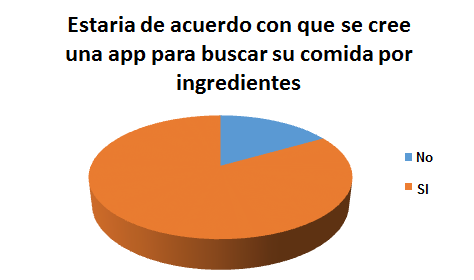 Estaria de acuerdo con que se cree
una app para buscar su comida por
ingredientes
No
SI